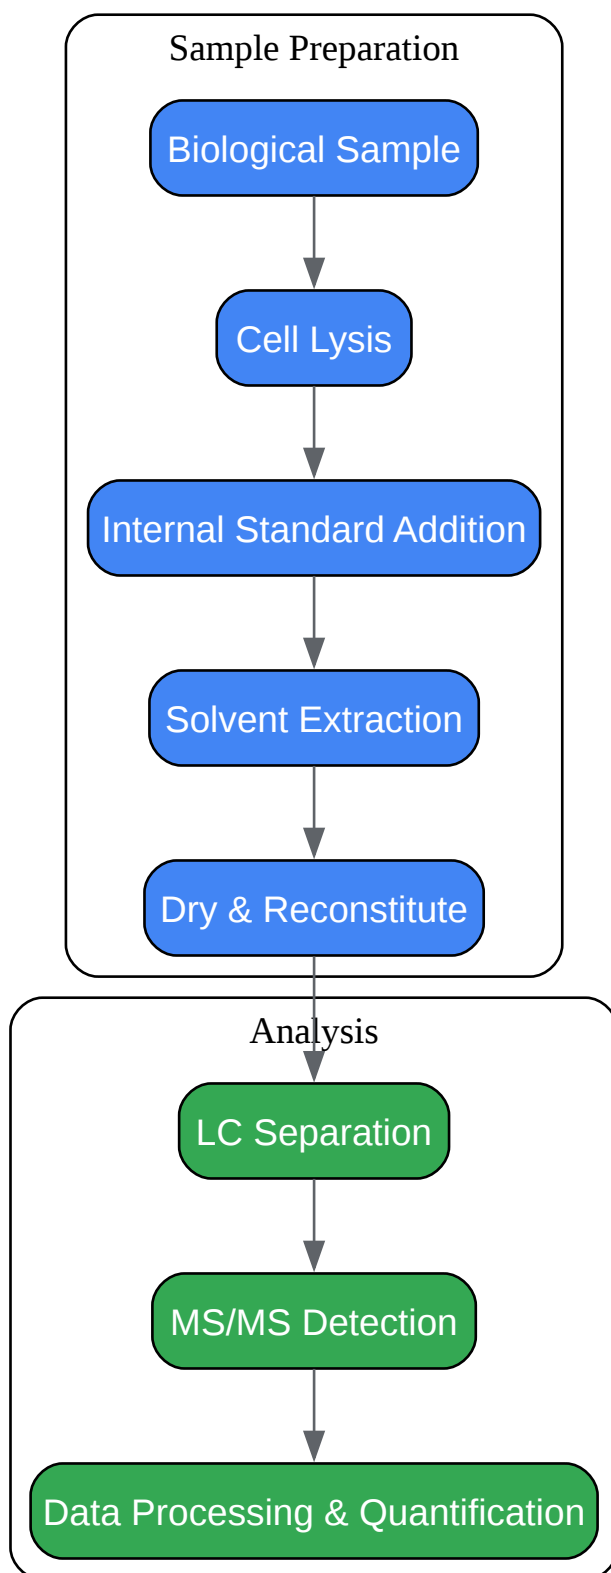 Sample Preparation
Biological Sample
Cell Lysis
Internal Standard Addition
Solvent Extraction
Dry & Reconstitute
Analysis
LC Separation
MS/MS Detection
Data Processing & Quantification